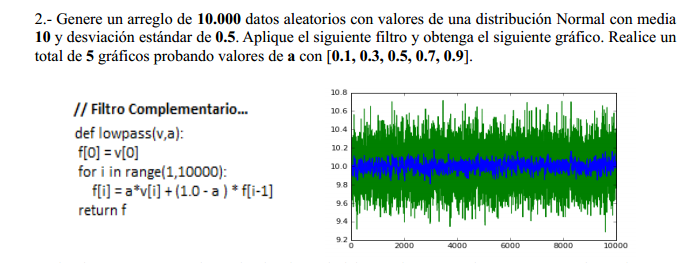 2.- Genere un arreglo de 10.000 datos aleatorios con valores de una distribución Normal con media
10 y desviación estándar de 0.5. Aplique el siguiente filtro y obtenga el siguiente gráfico. Realice un
total de 5 gráficos probando valores de a con [0.1, 0.3, 0.5, 0.7, 0.9].
// Filtro Complementario...
def lowpass(v,a):
f[0] = v[0]
for i in range(1,10000):
f[i] = a*v[i] + (1.0 - a ) * f[i-1]
return f
10.8
10.6
10.4
10.2
10.0
9.8
9.6
9.4
9.2
0 2000 4000 6000 8000 10000